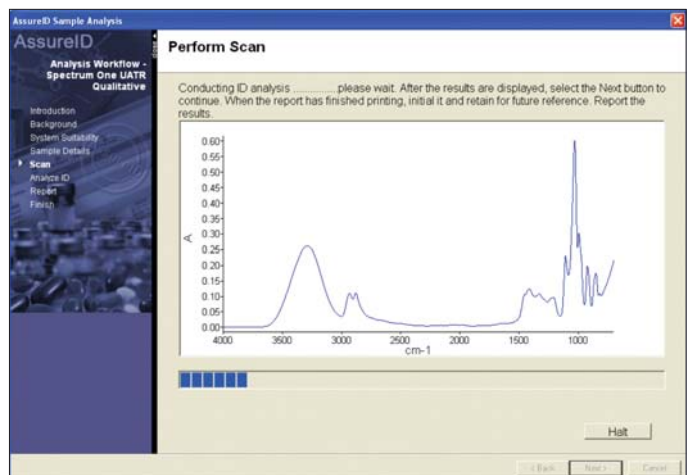 AssureID Sample Analysis
AssureID
Analysis Workflow -
Spectrum One UATR
Qualitative
Introduction
Background
System Suitability
Sample Details
Scan
Analyze ID
Report
Finish
close
Perform Scan
Conducting ID analysis ..............please wait. After the results are displayed, select the Next button to
continue. When the report has finished printing, initial it and retain for future reference. Report the
results.
0.60
0.55
0.50
0.45
0.40
0.35
0.30
0.25
0.20
0.15
0.10
0.05
0.00
A
4000 3500 3000 2500 2000 1500 1000
cm-1
Halt
< Back Next > Cancel